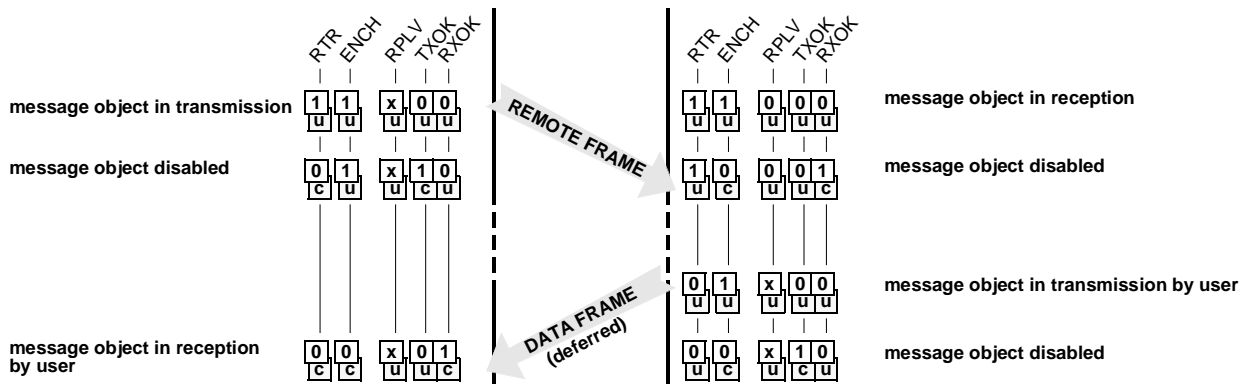 RTR ENCH RPLV TXOK RXOK
RTR ENCH RPLV TXOK RXOK
message object in transmission
1 1 x 0 0
u u u u u
REMOTE FRAME
1 1 0 0 0
u u u u u
message object in reception
message object disabled
0 1 x 1 0
c u u c u
1 0 0 0 1
u c u u c
message object disabled
0 1 x 0 0
u u u u u
message object in transmission by user
DATA FRAME
(deferred)
message object in reception
by user
0 0 x 0 1
c c u u c
0 0 x 1 0
u c u c u
message object disabled